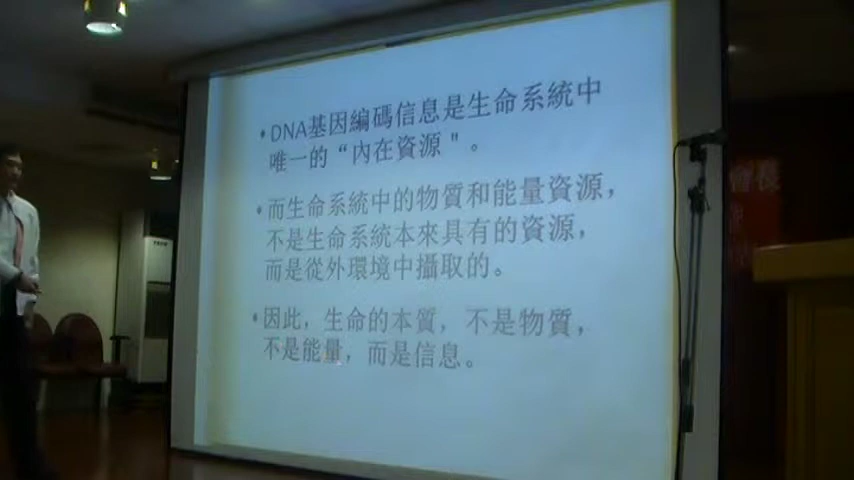 •DNA基因編碼信息是生命系統中
唯一的“內在資源"。
•而生命系統中的物質和能量資源，
不是生命系統本來具有的資源，
而是從外環境中攝取的。
•因此，生命的本質，不是物質，
不是能量，而是信息。